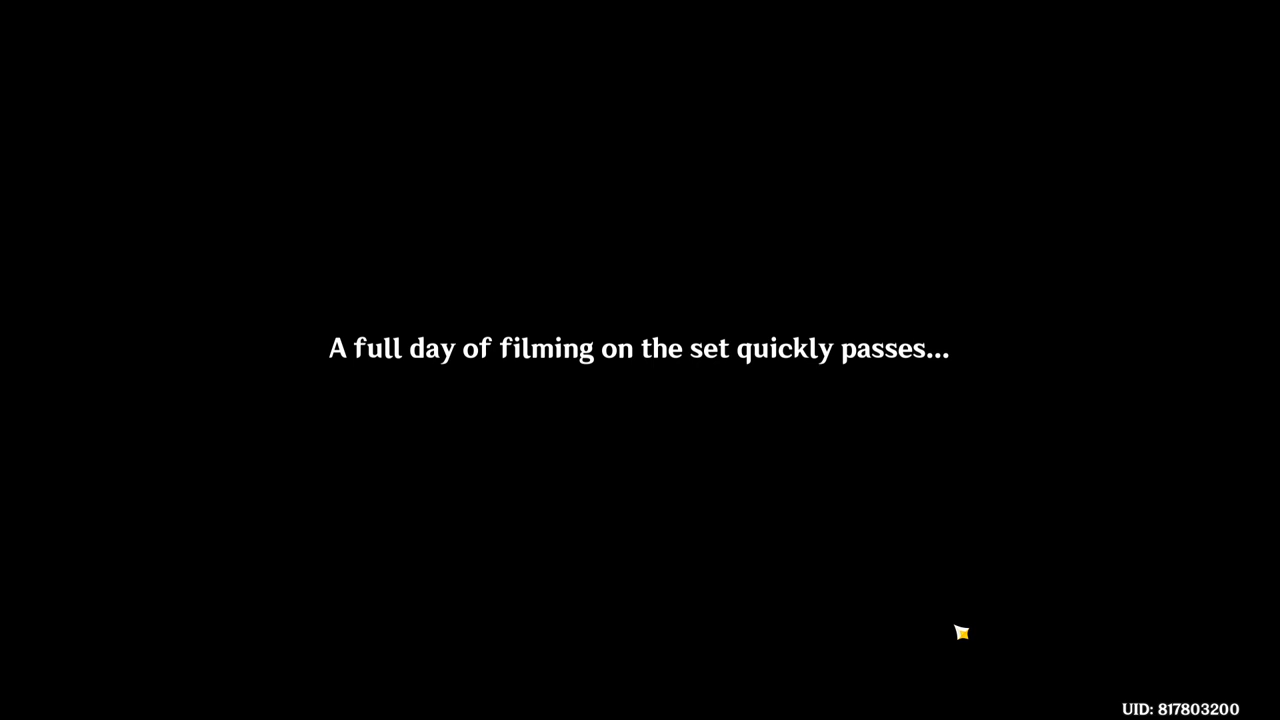 A full day of filming on the set quickly passes...
UID: 817803200